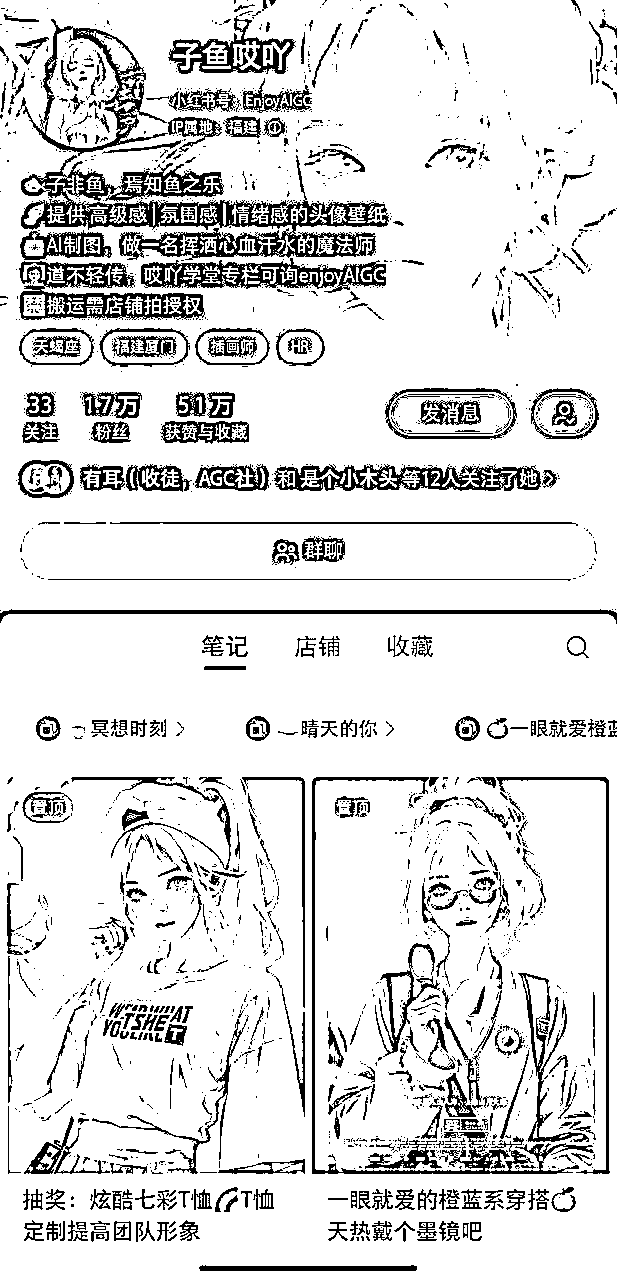 子鱼哎吖
小红书号：EnjoyAIGC
IP属地：福建
子非鱼，焉知鱼之乐
提供高级感|氛围感|情绪感的头像壁纸
AI制图，做一名挥洒心血汗水的魔法师
道不轻传，哎吖学堂专栏可询enjoyAIGC
搬运需店铺拍授权
天蝎座 福建厦门 插画师 HR
33 1.7万 5.1万
关注 粉丝 获赞与收藏
发消息
有耳（收徒，AGC社）和是个小木头等12人关注了她
群聊
笔记 店铺 收藏
冥想时刻 晴天的你 一眼就爱橙蓝
置顶 置顶
抽奖：炫酷七彩T恤 T恤
定制提高团队形象
一眼就爱的橙蓝系穿搭
天热戴个墨镜吧